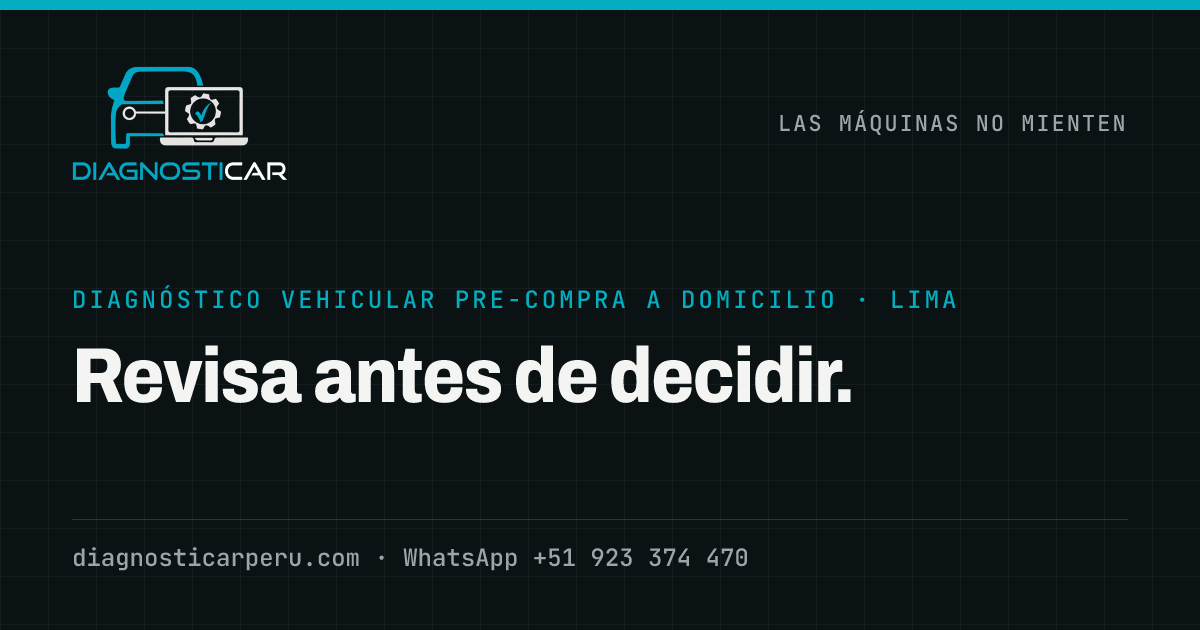 DIAGNOSTICAR
LAS MÁQUINAS NO MIENTEN
DIAGNÓSTICO VEHICULAR PRE-COMPRA A DOMICILIO · LIMA
Revisa antes de decidir.
diagnosticarperu.com · WhatsApp +51 923 374 470